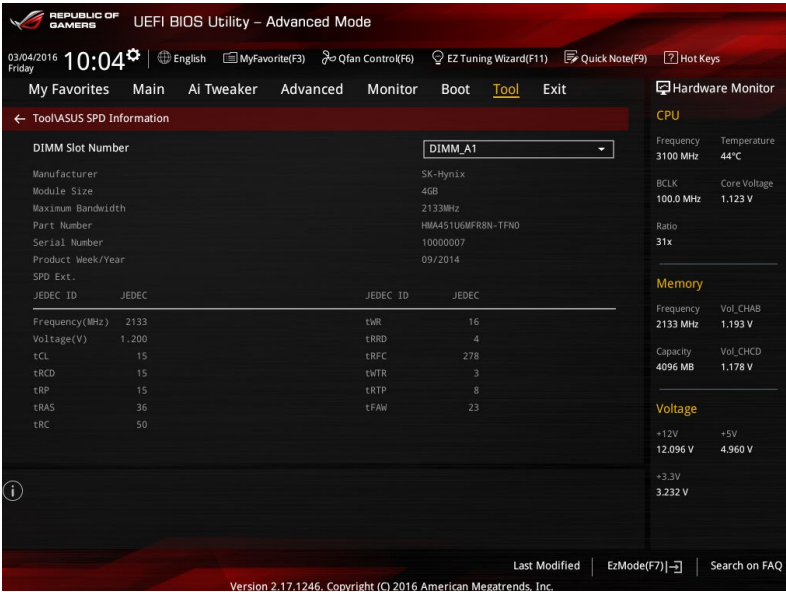 REPUBLIC OF
GAMERS
UEFI BIOS Utility – Advanced Mode
03/04/2016
Friday
10:04
English
MyFavorite(F3)
Qfan Control(F6)
EZ Tuning Wizard(F11)
Quick Note(F9)
? Hot Keys
My Favorites Main Ai Tweaker Advanced Monitor Boot Tool Exit
Hardware Monitor
← Tool\ASUS SPD Information
DIMM Slot Number DIMM_A1
Manufacturer SK-Hynix
Module Size 4GB
Maximum Bandwidth 2133MHz
Part Number HMA451U6MFR8N-TFN0
Serial Number 10000007
Product Week/Year 09/2014
SPD Ext.
JEDEC ID JEDEC JEDEC ID JEDEC
Frequency(MHz) 2133 tWR 16
Voltage(V) 1.200 tRRD 4
tCL 15 tRFC 278
tRCD 15 tWTR 3
tRP 15 tRTP 8
tRAS 36 tFAW 23
tRC 50
CPU
Frequency Temperature
3100 MHz 44°C
BCLK Core Voltage
100.0 MHz 1.123 V
Ratio
31x
Memory
Frequency Vol_CHAB
2133 MHz 1.193 V
Capacity Vol_CHCD
4096 MB 1.178 V
Voltage
+12V +5V
12.096 V 4.960 V
+3.3V
3.232 V
i
Last Modified
EzMode(F7)
Search on FAQ
Version 2.17.1246. Copyright (C) 2016 American Megatrends, Inc.